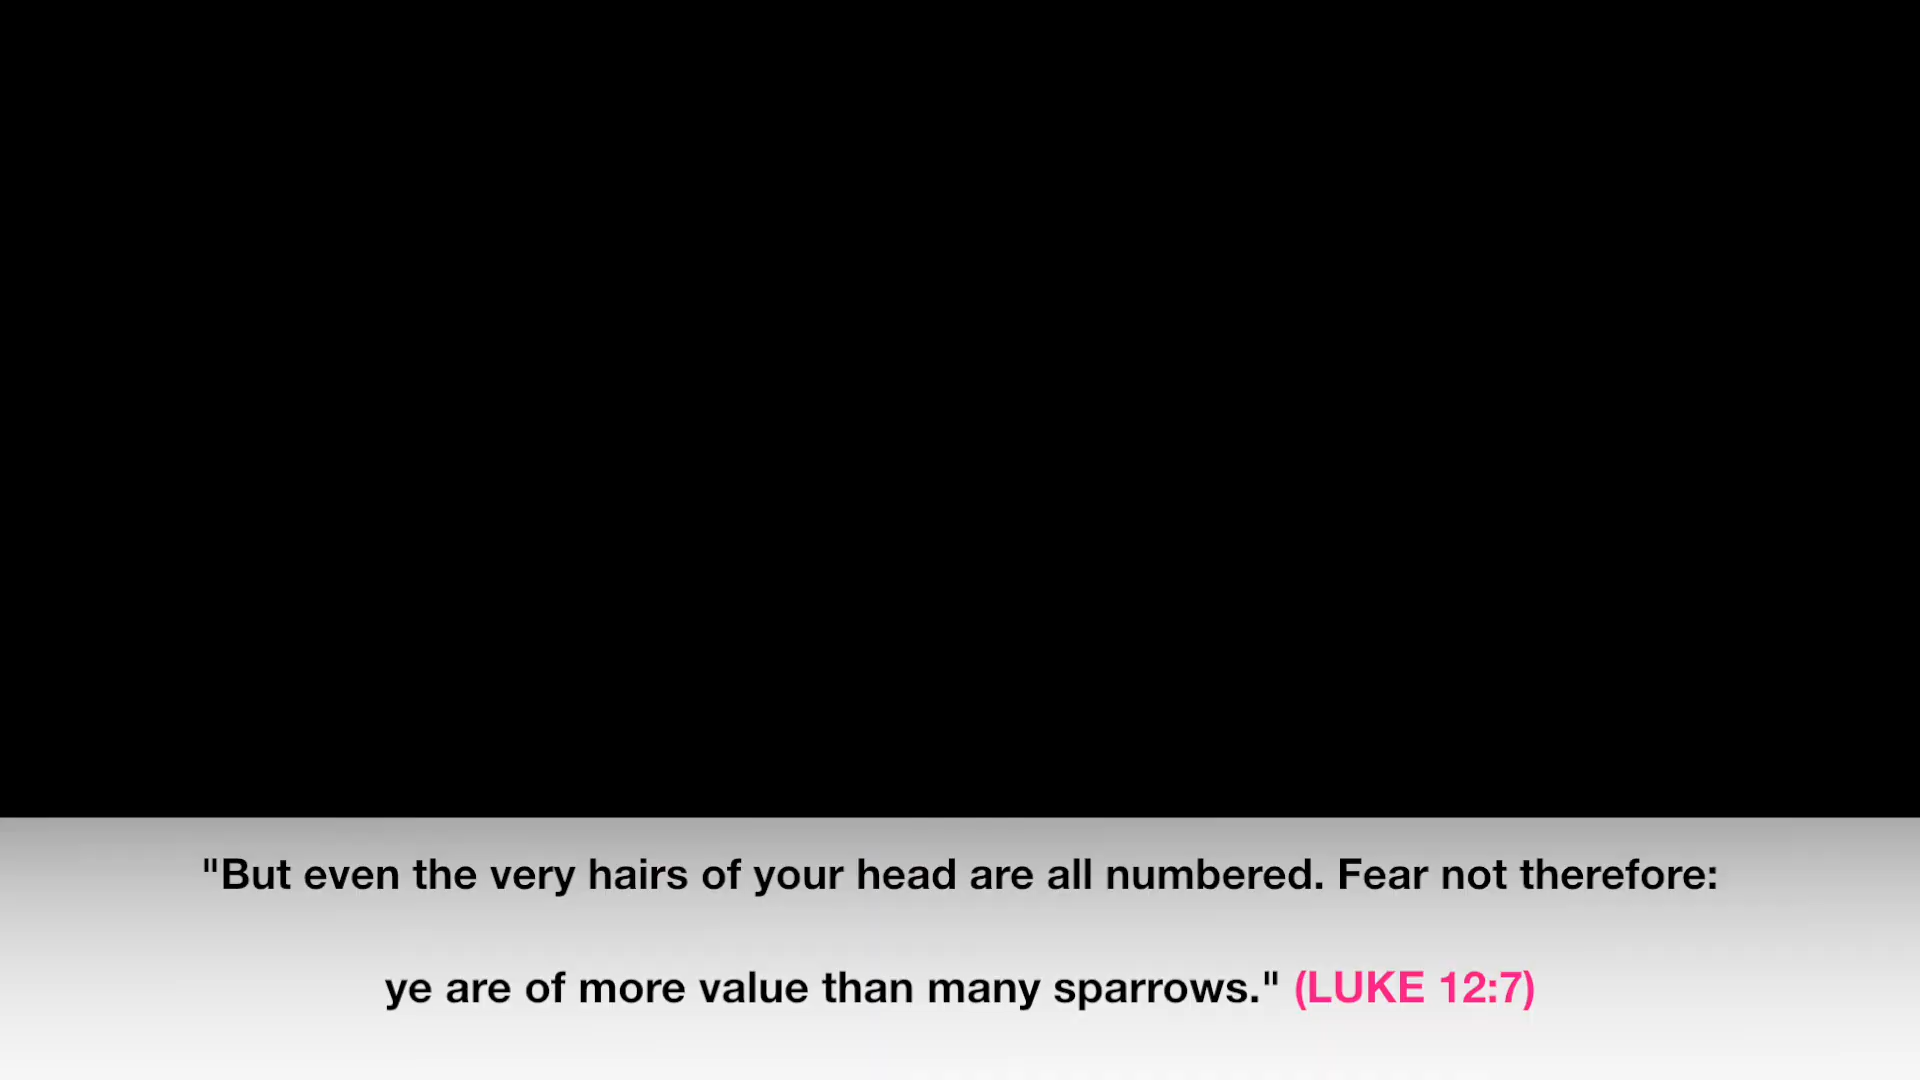 "But even the very hairs of your head are all numbered. Fear not therefore:
ye are of more value than many sparrows." (LUKE 12:7)